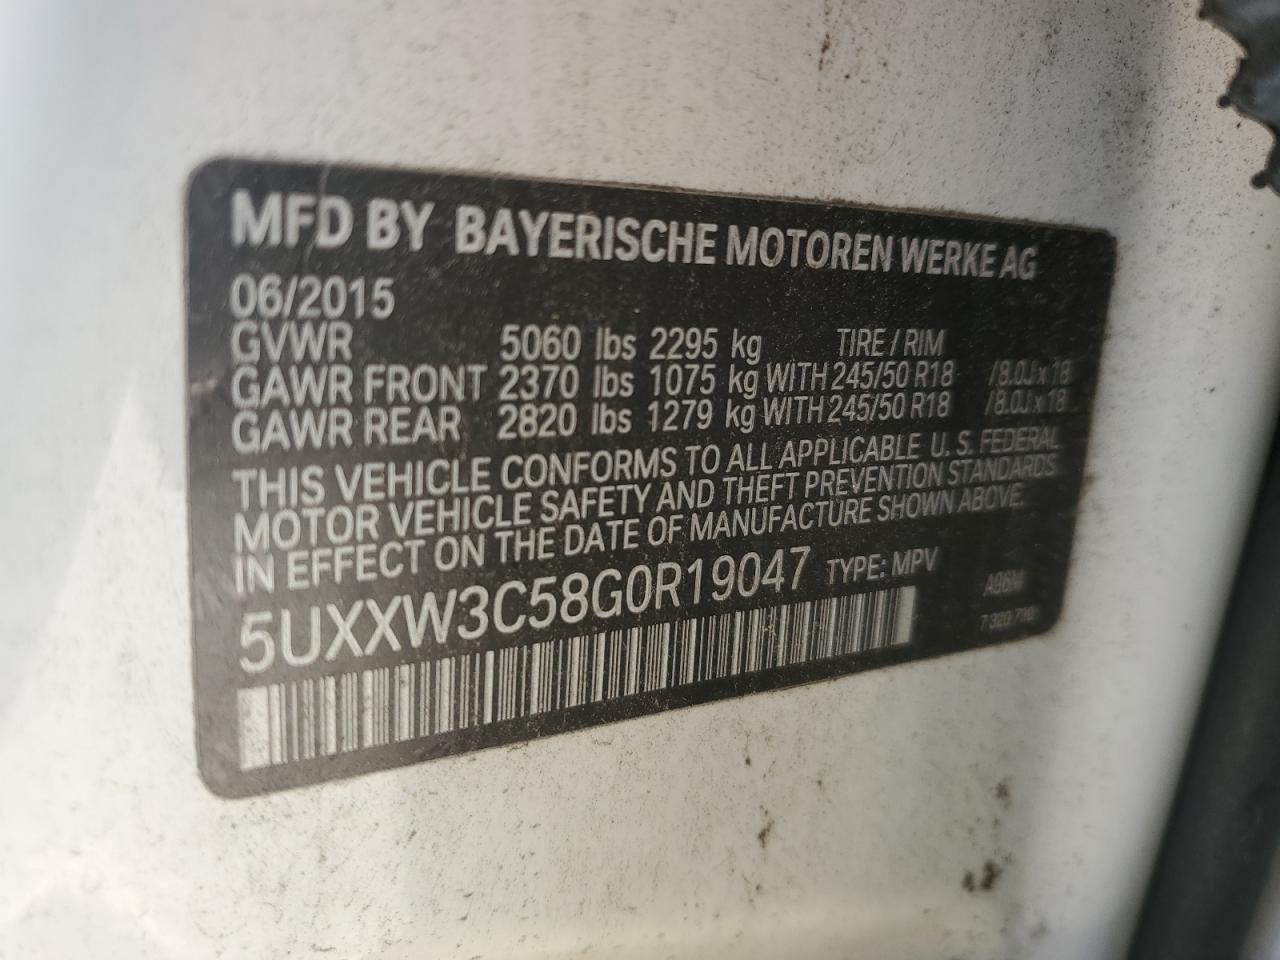 MFD BY BAYERISCHE MOTOREN WERKE AG
06/2015
GVWR 5060 lbs 2295 kg TIRE / RIM
GAWR FRONT 2370 lbs 1075 kg WITH 245/50 R18 /8.0J x 18
GAWR REAR 2820 lbs 1279 kg WITH 245/50 R18 /8.0J x 18
THIS VEHICLE CONFORMS TO ALL APPLICABLE U. S. FEDERAL
MOTOR VEHICLE SAFETY AND THEFT PREVENTION STANDARDS
IN EFFECT ON THE DATE OF MANUFACTURE SHOWN ABOVE.
5UXXW3C58G0R19047 TYPE: MPV
A96M
7 320